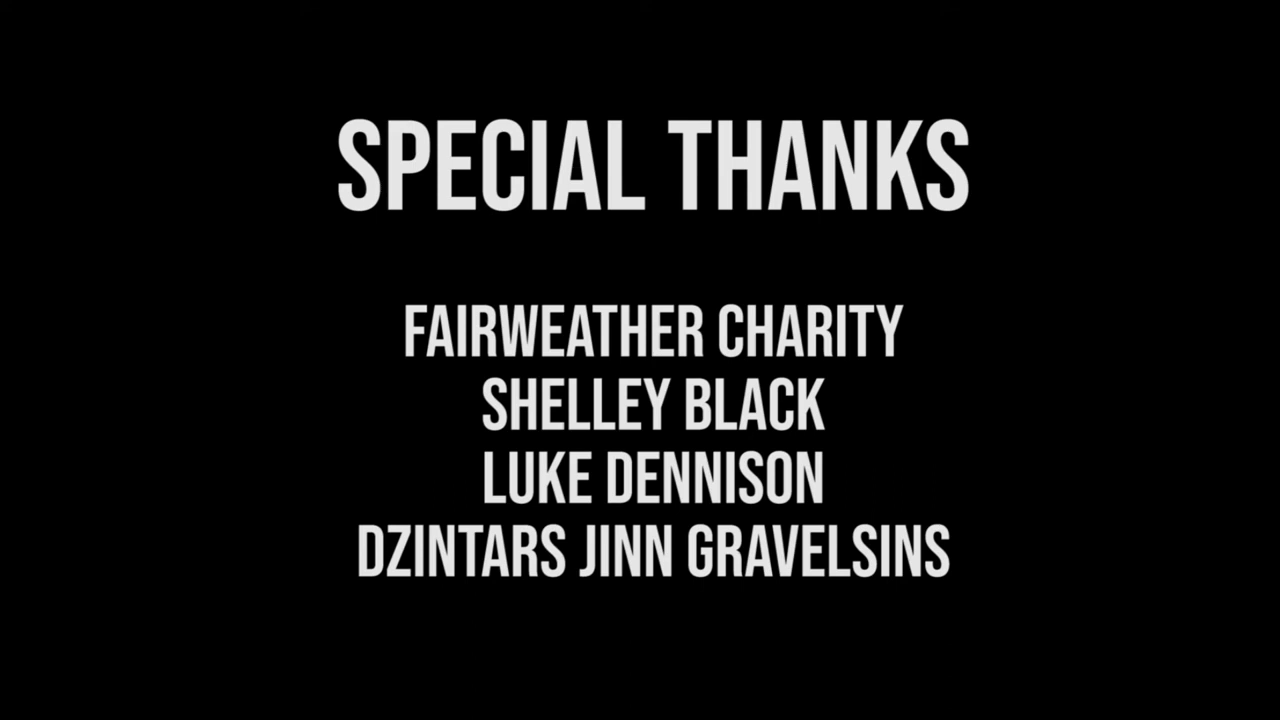 SPECIAL THANKS
FAIRWEATHER CHARITY
SHELLEY BLACK
LUKE DENNISON
DZINTARS JINN GRAVELSINS